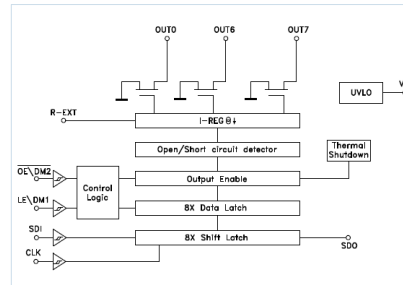 OUT0 OUT6 OUT7
UVLO
V
R-EXT
I-REG
Open/Short circuit detector
Thermal
Shutdown
OE\DM2
Output Enable
Control
Logic
LE\DM1
8X Data Latch
SDI
8X Shift Latch
SDO
CLK